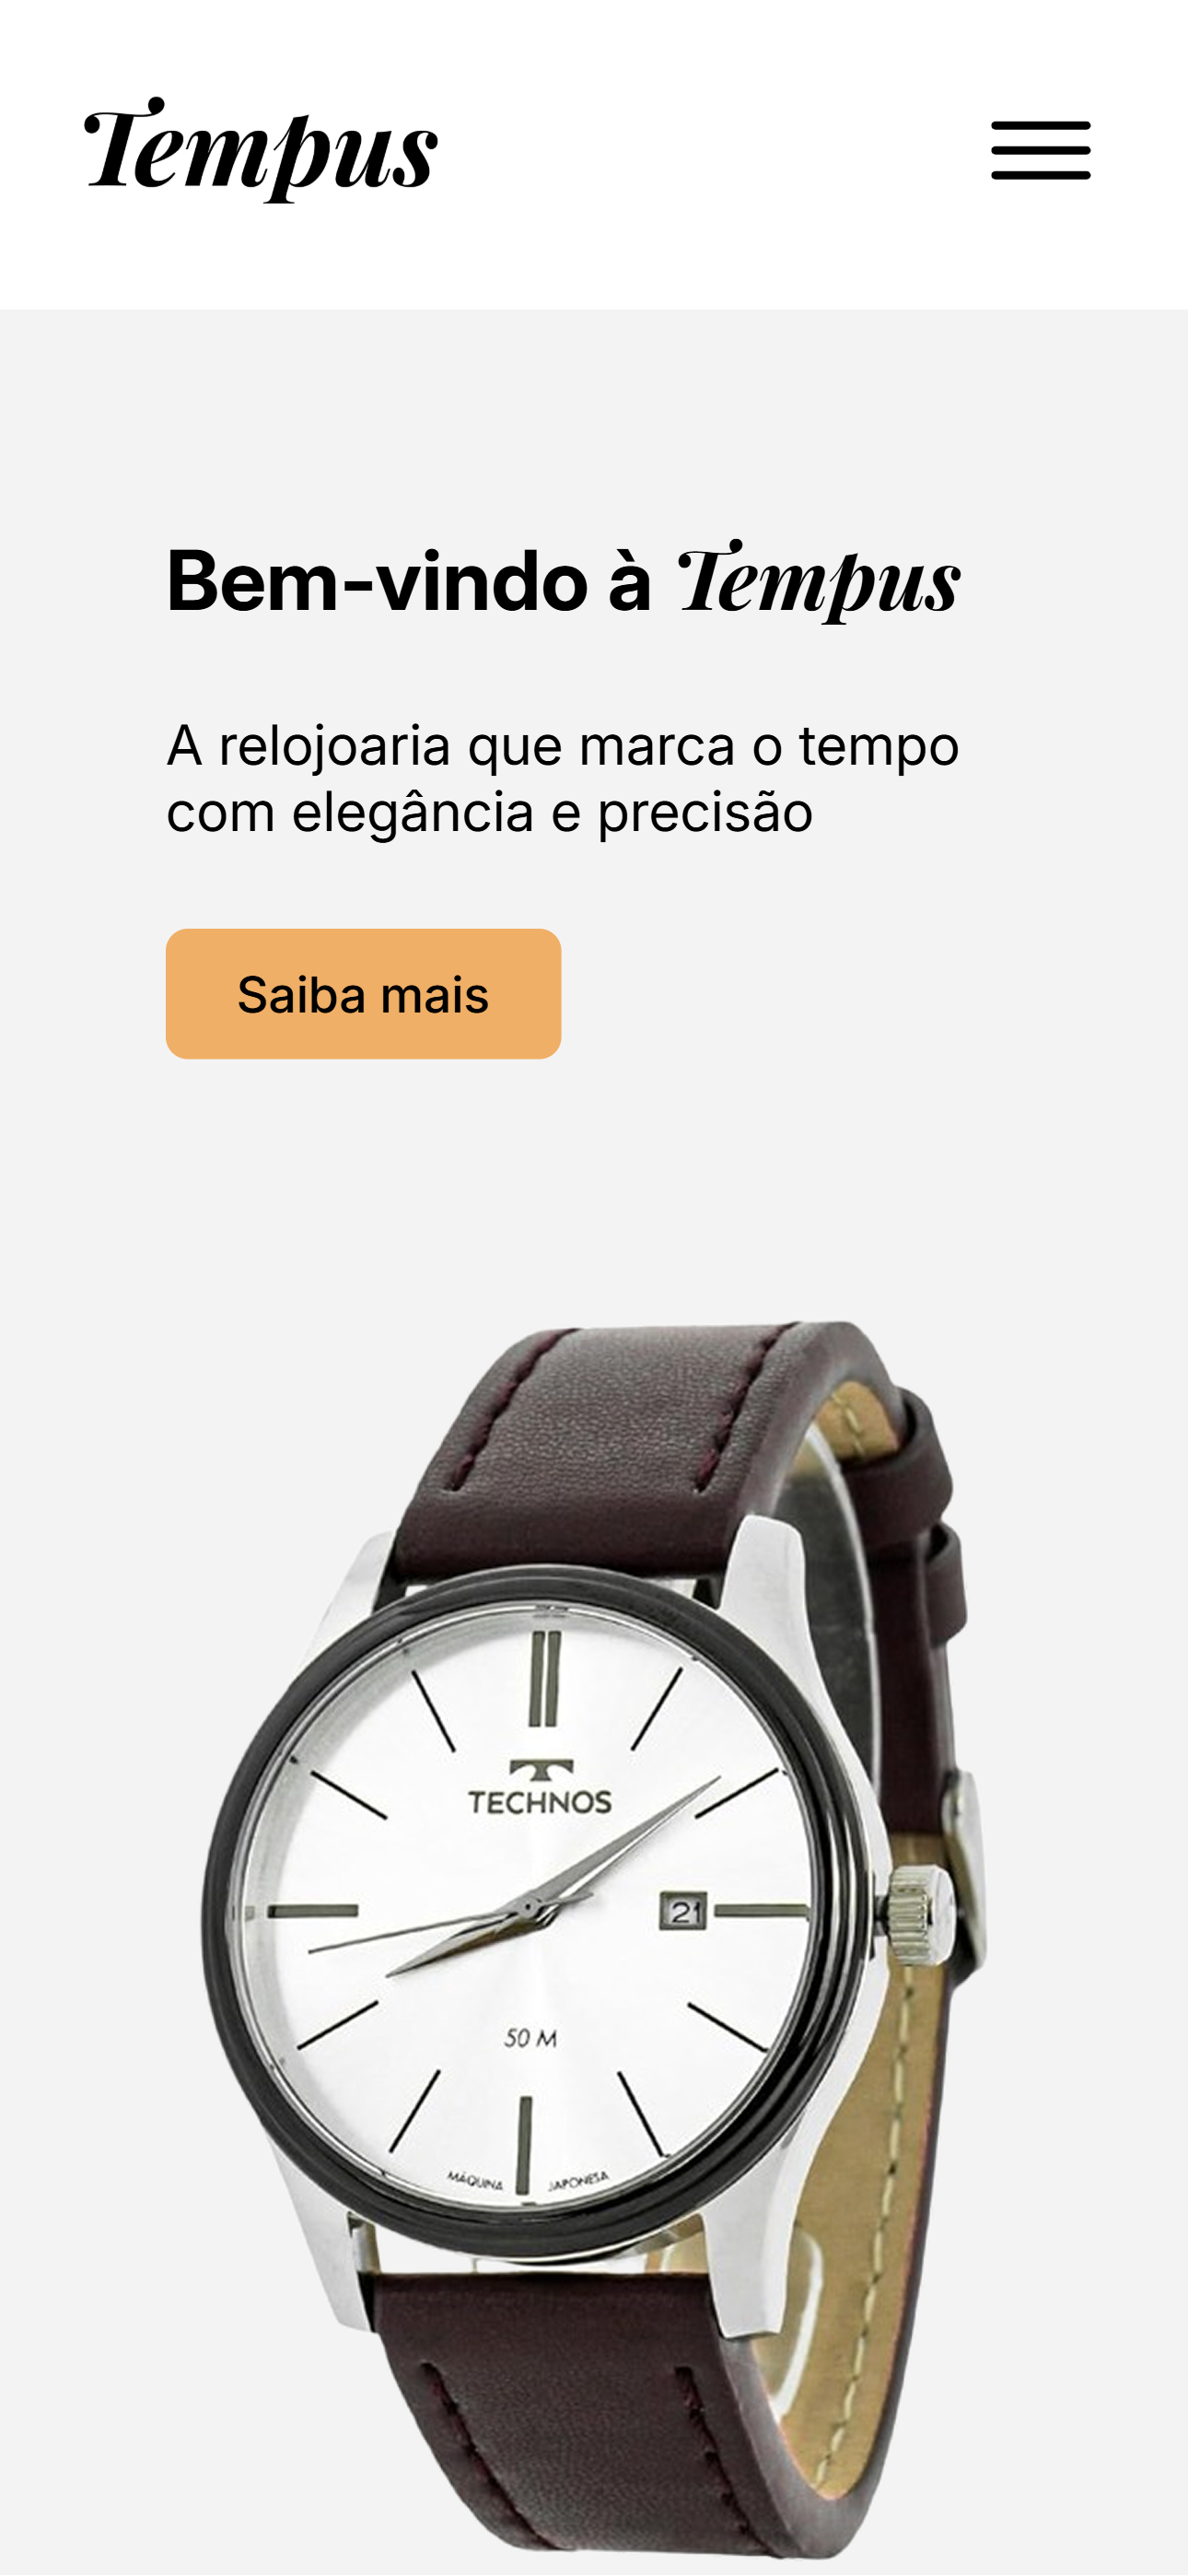 Tempus
Bem-vindo à Tempus
A relojoaria que marca o tempo
com elegância e precisão
Saiba mais
TECHNOS
21
50 M
MÁQUINA JAPONESA